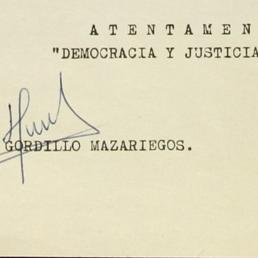 A T E N T A M E N
"DEMOCRACIA Y JUSTICIA
GORDILLO MAZARIEGOS.